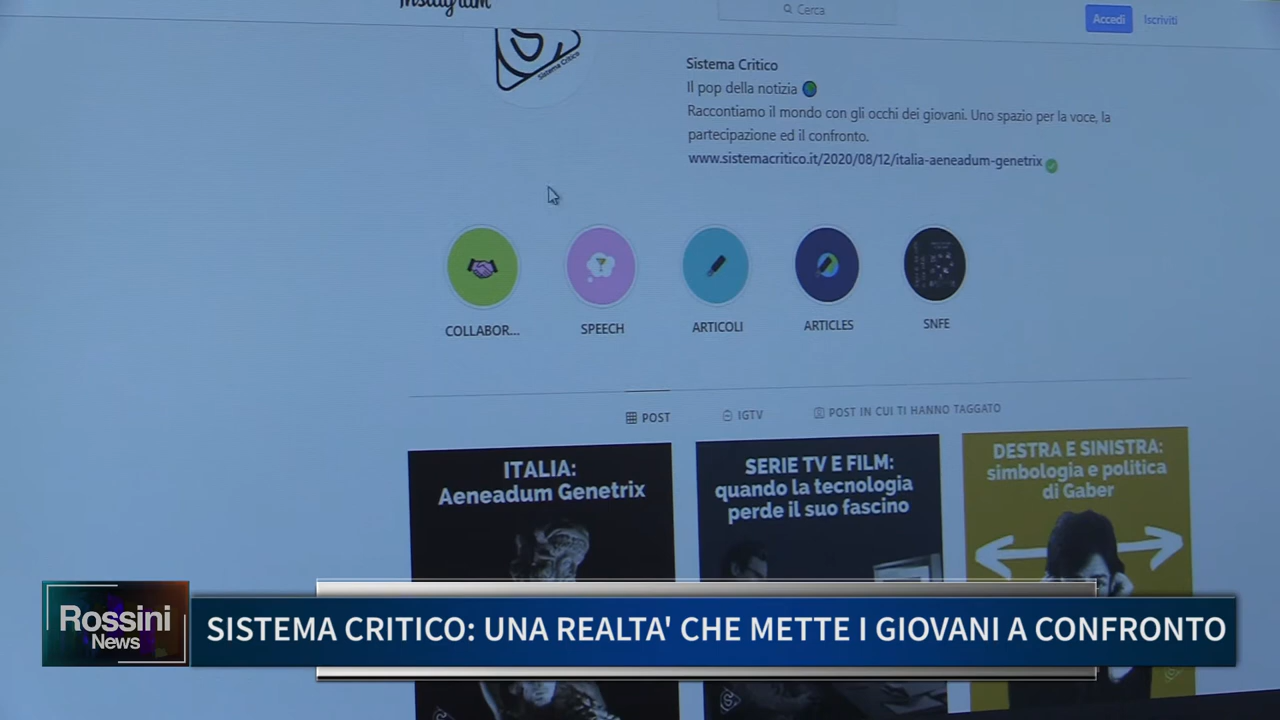 Instagram
Cerca
Accedi
Iscriviti
S
Sistema Critico
Sistema Critico
Il pop della notizia
Raccontiamo il mondo con gli occhi dei giovani. Uno spazio per la voce, la
partecipazione ed il confronto.
www.sistemacritico.it/2020/08/12/italia-aeneadum-genetrix
COLLABOR...
SPEECH
ARTICOLI
ARTICLES
SNFE
POST
IGTV
POST IN CUI TI HANNO TAGGATO
ITALIA:
Aeneadum Genetrix
SERIE TV E FILM:
quando la tecnologia
perde il suo fascino
DESTRA E SINISTRA:
simbologia e politica
di Gaber
Rossini
News
SISTEMA CRITICO: UNA REALTA' CHE METTE I GIOVANI A CONFRONTO